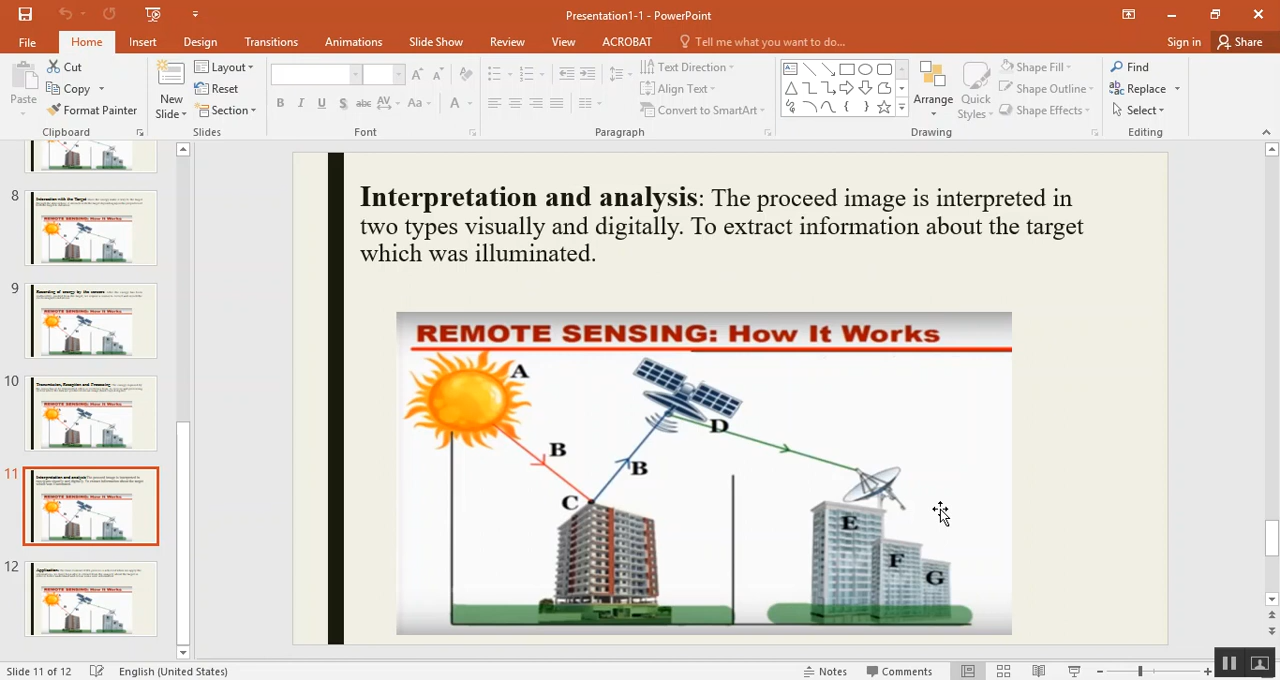 Presentation1-1 - PowerPoint
File Home Insert Design Transitions Animations Slide Show Review View ACROBAT Tell me what you want to do... Sign in Share
Paste
Cut
Copy
Format Painter
Clipboard
New
Slide
Layout
Reset
Section
Slides
Font
Text Direction
Align Text
Convert to SmartArt
Paragraph
Arrange
Quick
Styles
Shape Fill
Shape Outline
Shape Effects
Drawing
Find
Replace
Select
Editing
8
9
10
11
12
Interpretation and analysis: The proceed image is interpreted in
two types visually and digitally. To extract information about the target
which was illuminated.
REMOTE SENSING: How It Works
A
B
B
C
D
E
F
G
Slide 11 of 12 English (United States) Notes Comments